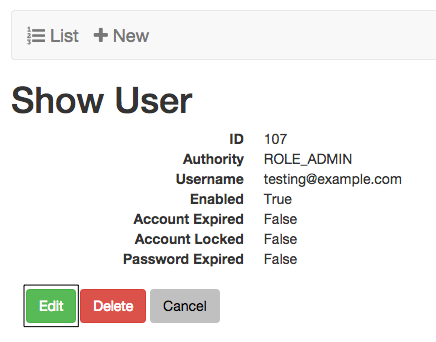 List New
Show User
ID 107
Authority ROLE_ADMIN
Username testing@example.com
Enabled True
Account Expired False
Account Locked False
Password Expired False
Edit Delete Cancel